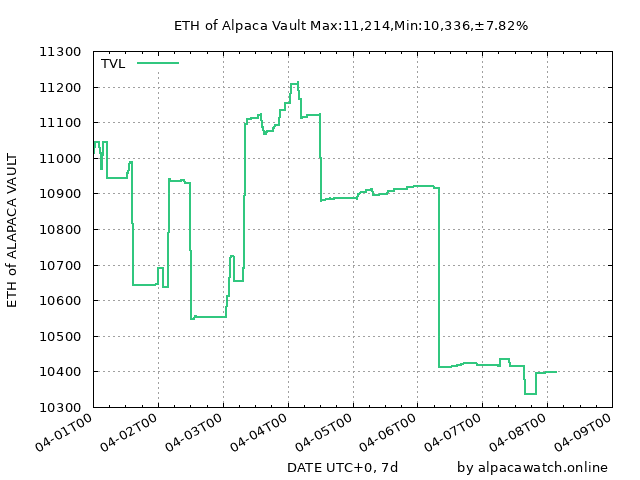 ETH of Alpaca Vault Max:11,214,Min:10,336,±7.82%
TVL
ETH of ALAPACA VAULT
11300
11200
11100
11000
10900
10800
10700
10600
10500
10400
10300
04-01T00
04-02T00
04-03T00
04-04T00
04-05T00
04-06T00
04-07T00
04-08T00
04-09T00
DATE UTC+0, 7d
by alpacawatch.online